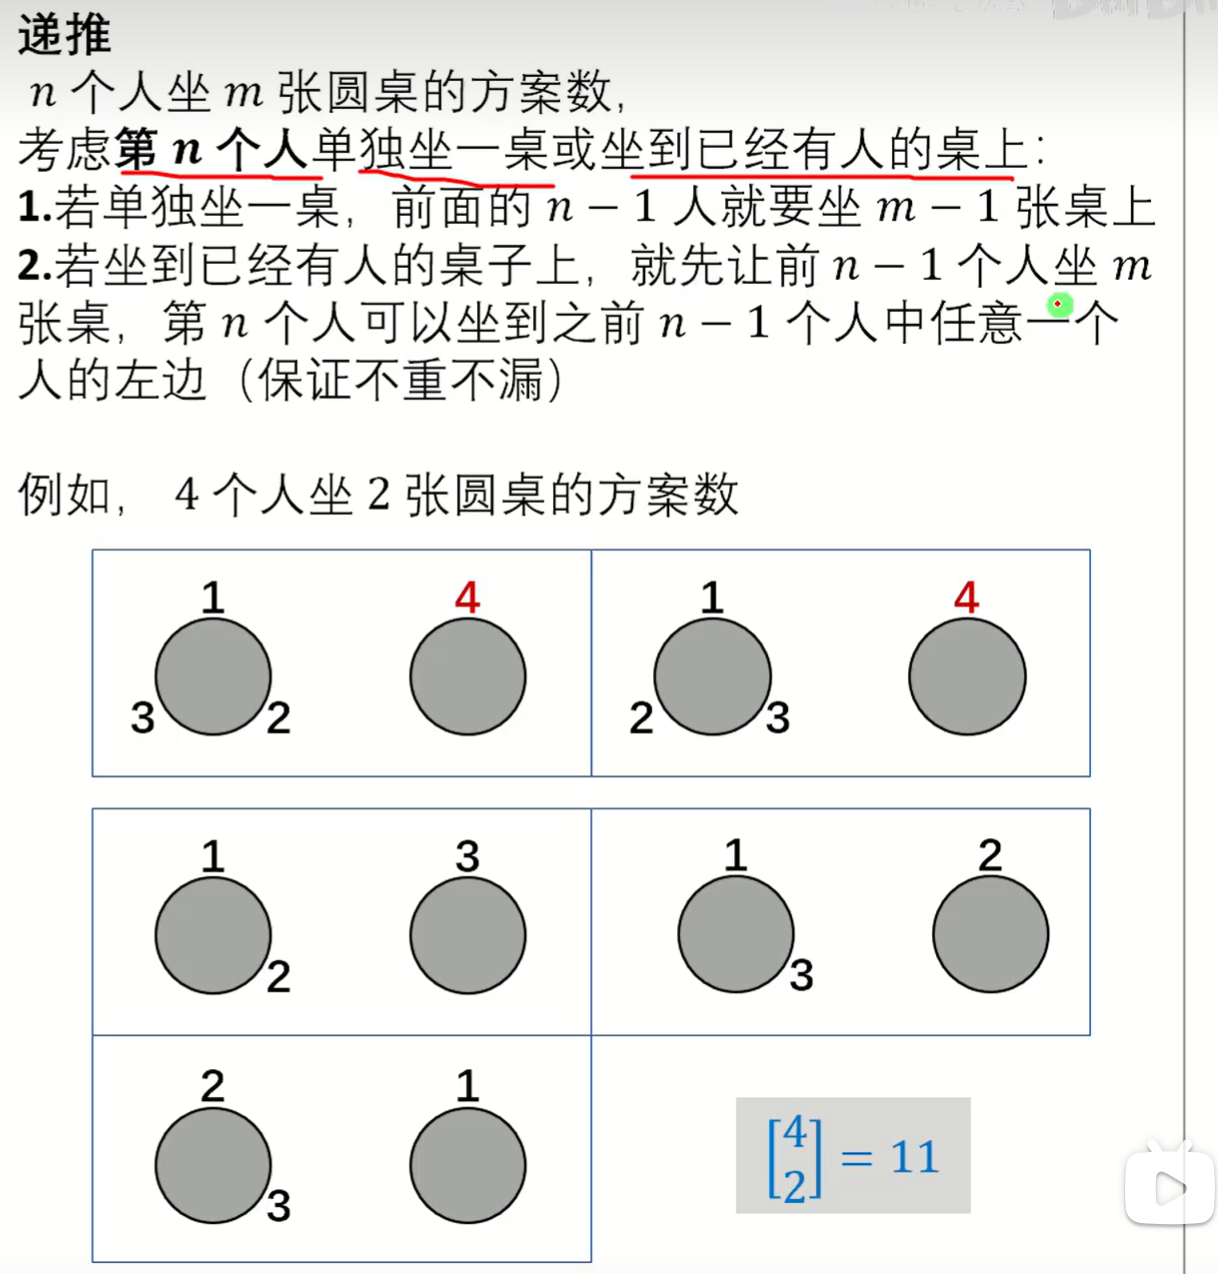 递推
n 个人坐 m 张圆桌的方案数，
考虑第 n 个人单独坐一桌或坐到已经有人的桌上：
1.若单独坐一桌，前面的 n − 1 人就要坐 m − 1 张桌上
2.若坐到已经有人的桌子上，就先让前 n − 1 个人坐 m
张桌，第 n 个人可以坐到之前 n − 1 个人中任意一个
人的左边（保证不重不漏）
例如， 4 个人坐 2 张圆桌的方案数
1 4 1 4
3 2 2 3
1 3 1 2
2 3
2 1
3
[4 2] = 11